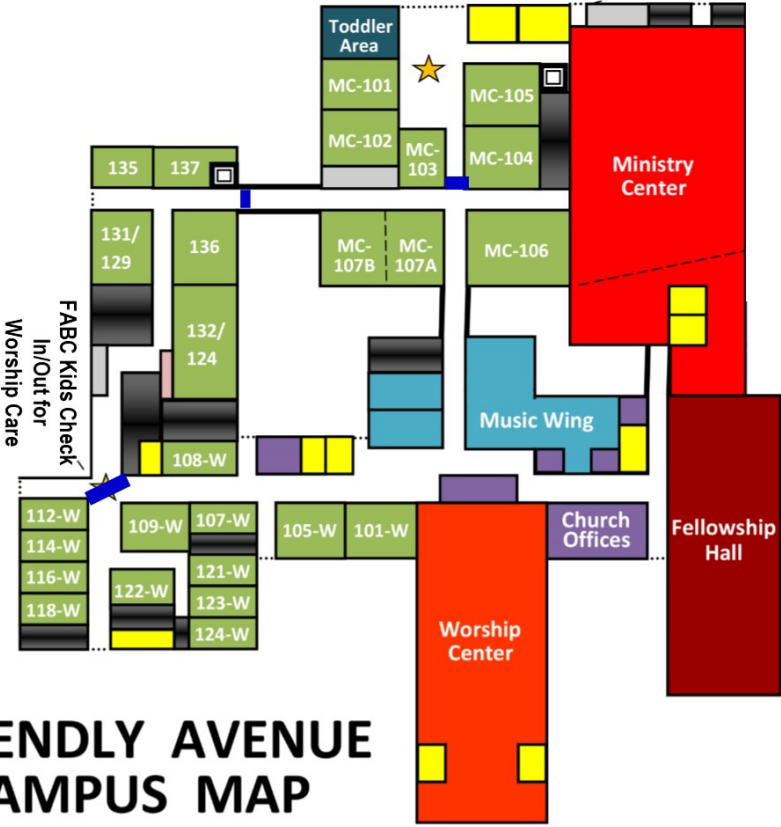 Toddler
Area
MC-101
MC-105
MC-102
MC-
103
MC-104
Ministry
Center
135
137
131/
129
136
MC-
107B
MC-
107A
MC-106
132/
124
FABC Kids Check
In/Out for
Worship Care
Music Wing
108-W
112-W
109-W
107-W
105-W
101-W
Church
Offices
Fellowship
Hall
114-W
116-W
121-W
122-W
118-W
123-W
124-W
Worship
Center
ENDLY AVENUE
AMPUS MAP